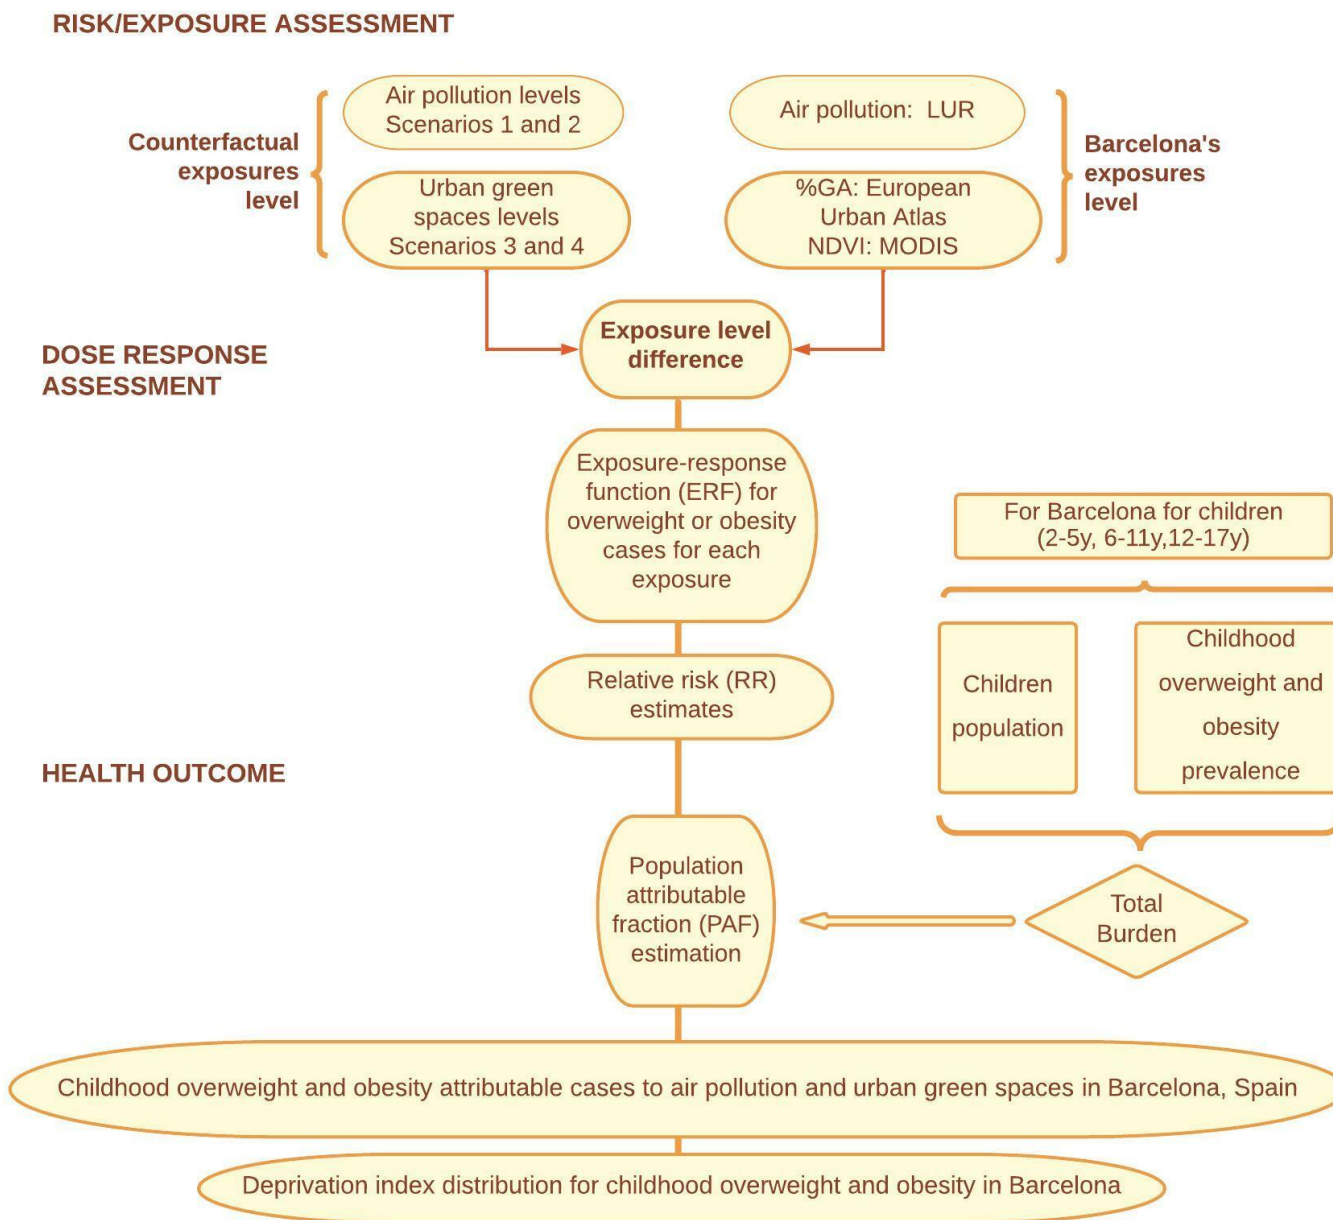 RISK/EXPOSURE ASSESSMENT
Counterfactual
exposures
level
Air pollution levels
Scenarios 1 and 2
Urban green
spaces levels
Scenarios 3 and 4
Air pollution: LUR
%GA: European
Urban Atlas
NDVI: MODIS
Barcelona's
exposures
level
Exposure level
difference
DOSE RESPONSE
ASSESSMENT
Exposure-response
function (ERF) for
overweight or obesity
cases for each
exposure
Relative risk (RR)
estimates
For Barcelona for children
(2-5y, 6-11y,12-17y)
Children
population
Childhood
overweight and
obesity
prevalence
HEALTH OUTCOME
Population
attributable
fraction (PAF)
estimation
Total
Burden
Childhood overweight and obesity attributable cases to air pollution and urban green spaces in Barcelona, Spain
Deprivation index distribution for childhood overweight and obesity in Barcelona